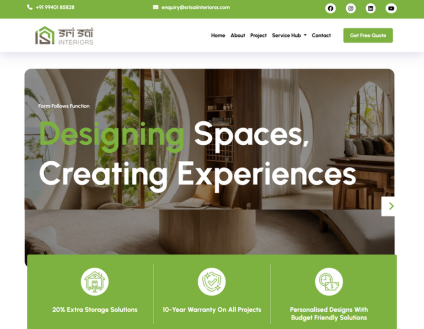 +91 99401 85828
enquiry@srisaiinteriors.com
sri sai
INTERIORS
Home About Project Service Hub Contact
Get Free Quote
Form Follows Function
Designing Spaces,
Creating Experiences
20% Extra Storage Solutions
10-Year Warranty On All Projects
Personalised Designs With
Budget Friendly Solutions